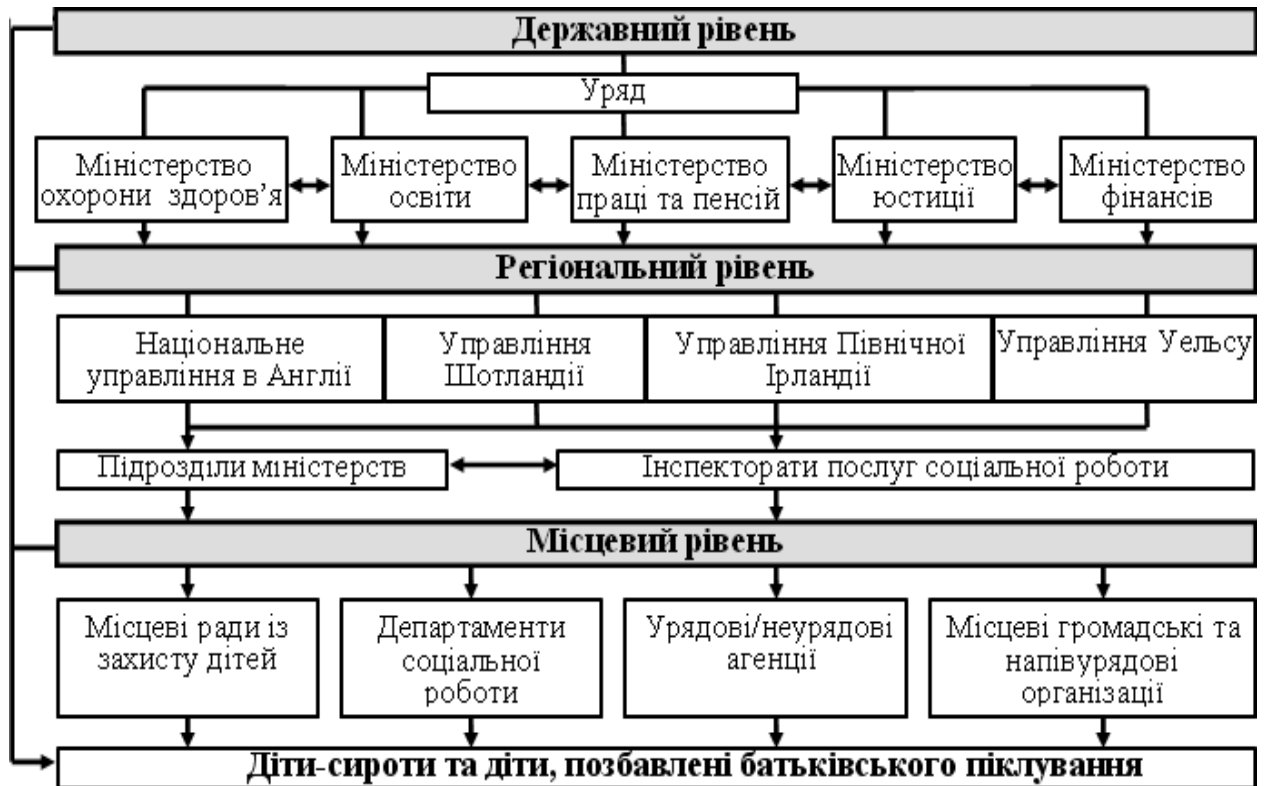 Державний рівень
Уряд
Міністерство
охорони здоров’я
Міністерство
освіти
Міністерство
праці та пенсій
Міністерство
юстиції
Міністерство
фінансів
Регіональний рівень
Національне
управління в Англії
Управління
Шотландії
Управління Північної
Ірландії
Управління Уельсу
Підрозділи міністерств
Інспекторати послуг соціальної роботи
Місцевий рівень
Місцеві ради із
захисту дітей
Департаменти
соціальної
роботи
Урядові/неурядові
агенції
Місцеві громадські та
напівурядові
організації
Діти-сироти та діти, позбавлені батьківського піклування